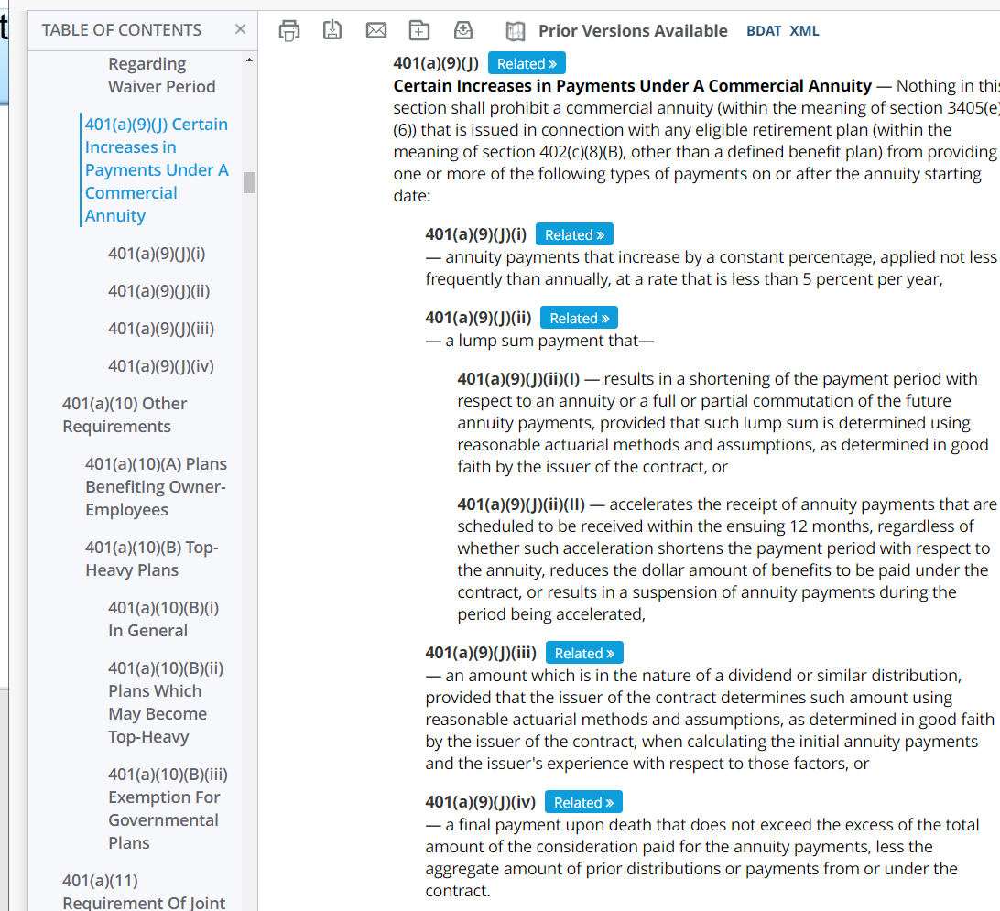 t
TABLE OF CONTENTS
Regarding
Waiver Period
401(a)(9)(J) Certain
Increases in
Payments Under A
Commercial
Annuity
401(a)(9)(J)(i)
401(a)(9)(J)(ii)
401(a)(9)(J)(iii)
401(a)(9)(J)(iv)
401(a)(10) Other
Requirements
401(a)(10)(A) Plans
Benefiting Owner-
Employees
401(a)(10)(B) Top-
Heavy Plans
401(a)(10)(B)(i)
In General
401(a)(10)(B)(ii)
Plans Which
May Become
Top-Heavy
401(a)(10)(B)(iii)
Exemption For
Governmental
Plans
401(a)(11)
Requirement Of Joint
Prior Versions Available BDAT XML
401(a)(9)(J) Related »
Certain Increases in Payments Under A Commercial Annuity — Nothing in this
section shall prohibit a commercial annuity (within the meaning of section 3405(e)
(6)) that is issued in connection with any eligible retirement plan (within the
meaning of section 402(c)(8)(B), other than a defined benefit plan) from providing
one or more of the following types of payments on or after the annuity starting
date:
401(a)(9)(J)(i) Related »
— annuity payments that increase by a constant percentage, applied not less
frequently than annually, at a rate that is less than 5 percent per year,
401(a)(9)(J)(ii) Related »
— a lump sum payment that—
401(a)(9)(J)(ii)(I) — results in a shortening of the payment period with
respect to an annuity or a full or partial commutation of the future
annuity payments, provided that such lump sum is determined using
reasonable actuarial methods and assumptions, as determined in good
faith by the issuer of the contract, or
401(a)(9)(J)(ii)(II) — accelerates the receipt of annuity payments that are
scheduled to be received within the ensuing 12 months, regardless of
whether such acceleration shortens the payment period with respect to
the annuity, reduces the dollar amount of benefits to be paid under the
contract, or results in a suspension of annuity payments during the
period being accelerated,
401(a)(9)(J)(iii) Related »
— an amount which is in the nature of a dividend or similar distribution,
provided that the issuer of the contract determines such amount using
reasonable actuarial methods and assumptions, as determined in good faith
by the issuer of the contract, when calculating the initial annuity payments
and the issuer's experience with respect to those factors, or
401(a)(9)(J)(iv) Related »
— a final payment upon death that does not exceed the excess of the total
amount of the consideration paid for the annuity payments, less the
aggregate amount of prior distributions or payments from or under the
contract.